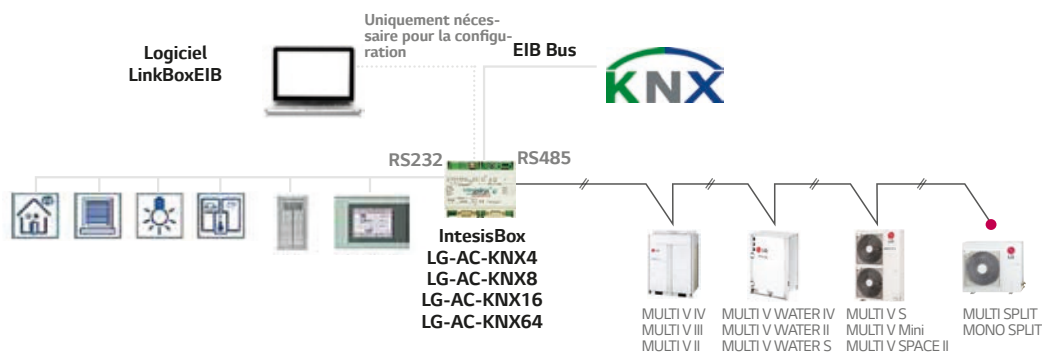 Uniquement néces-
saire pour la configu-
ration
Logiciel
LinkBoxEIB
EIB Bus
KNX
RS232
RS485
IntesisBox
LG-AC-KNX4
LG-AC-KNX8
LG-AC-KNX16
LG-AC-KNX64
MULTI V IV
MULTI V III
MULTI V II
MULTI V WATER IV
MULTI V WATER II
MULTI V WATER S
MULTI V S
MULTI V Mini
MULTI V SPACE II
MULTI SPLIT
MONO SPLIT